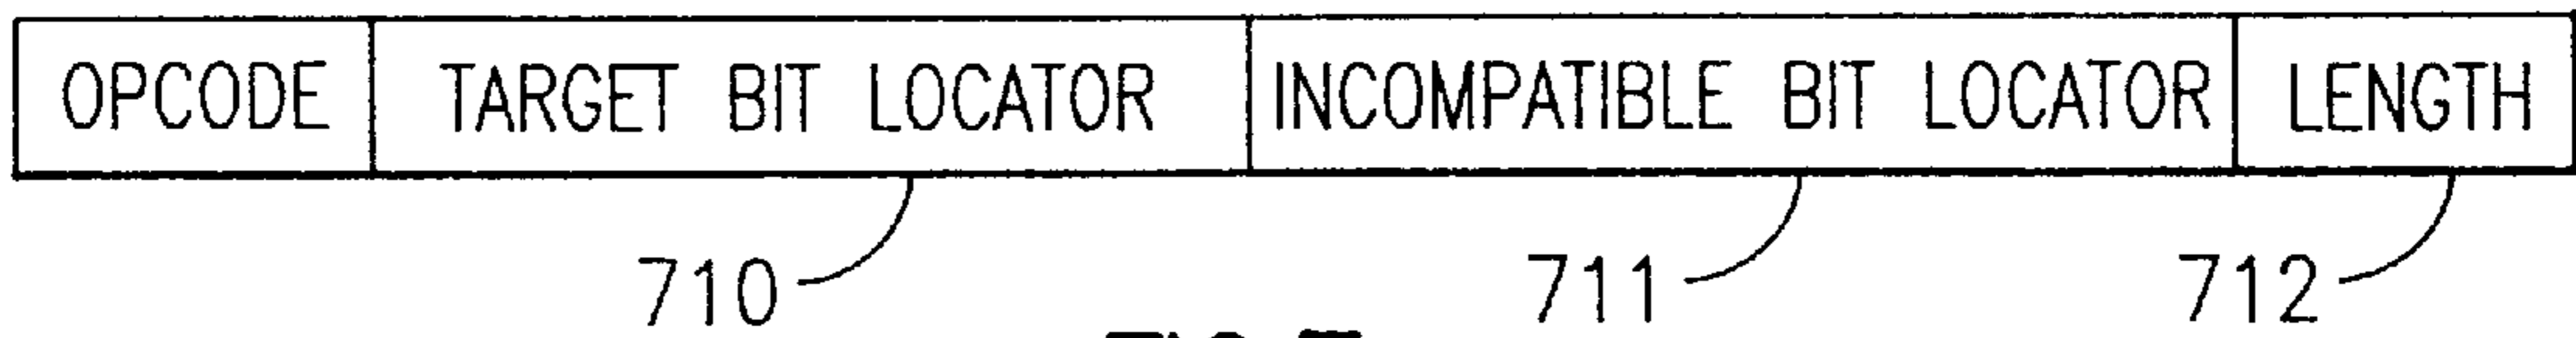 OPCODE TARGET BIT LOCATOR INCOMPATIBLE BIT LOCATOR LENGTH
710 711 712